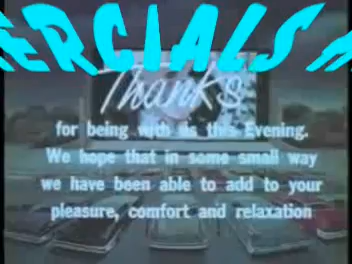 ERCIALS
Thanks
for being with us this Evening.
We hope that in some small way
we have been able to add to your
pleasure, comfort and relaxation